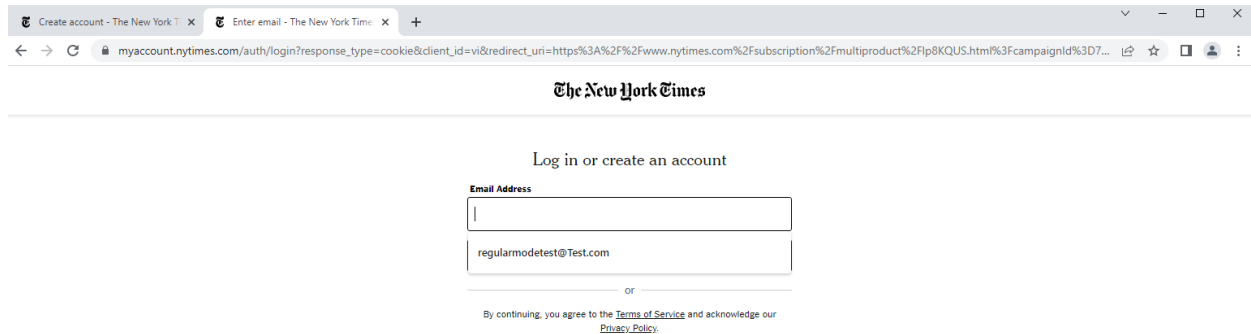 Create account - The New York T
Enter email - The New York Time
myaccount.nytimes.com/auth/login?response_type=cookie&client_id=vi&redirect_uri=https%3A%2F%2Fwww.nytimes.com%2Fsubscription%2Fmultiproduct%2Flp8KQUS.html%3FcampaignId%3D7...
The New York Times
Log in or create an account
Email Address
regularmodetest@Test.com
or
By continuing, you agree to the Terms of Service and acknowledge our
Privacy Policy.